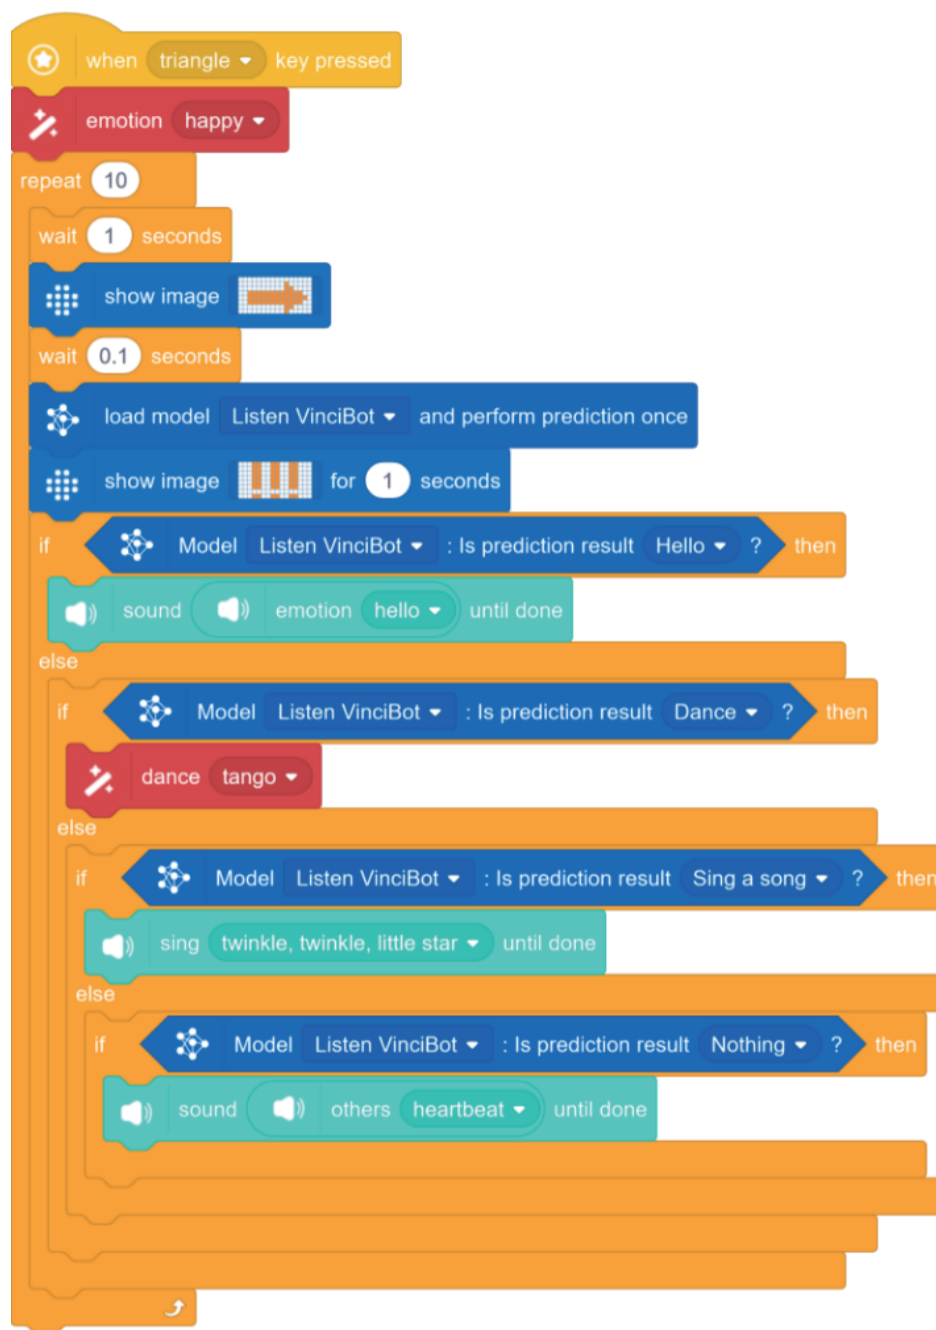 when triangle key pressed
emotion happy
repeat 10
wait 1 seconds
show image
wait 0.1 seconds
load model Listen VinciBot and perform prediction once
show image for 1 seconds
if Model Listen VinciBot : Is prediction result Hello ? then
sound emotion hello until done
else
if Model Listen VinciBot : Is prediction result Dance ? then
dance tango
else
if Model Listen VinciBot : Is prediction result Sing a song ? then
sing twinkle, twinkle, little star until done
else
if Model Listen VinciBot : Is prediction result Nothing ? then
sound others heartbeat until done